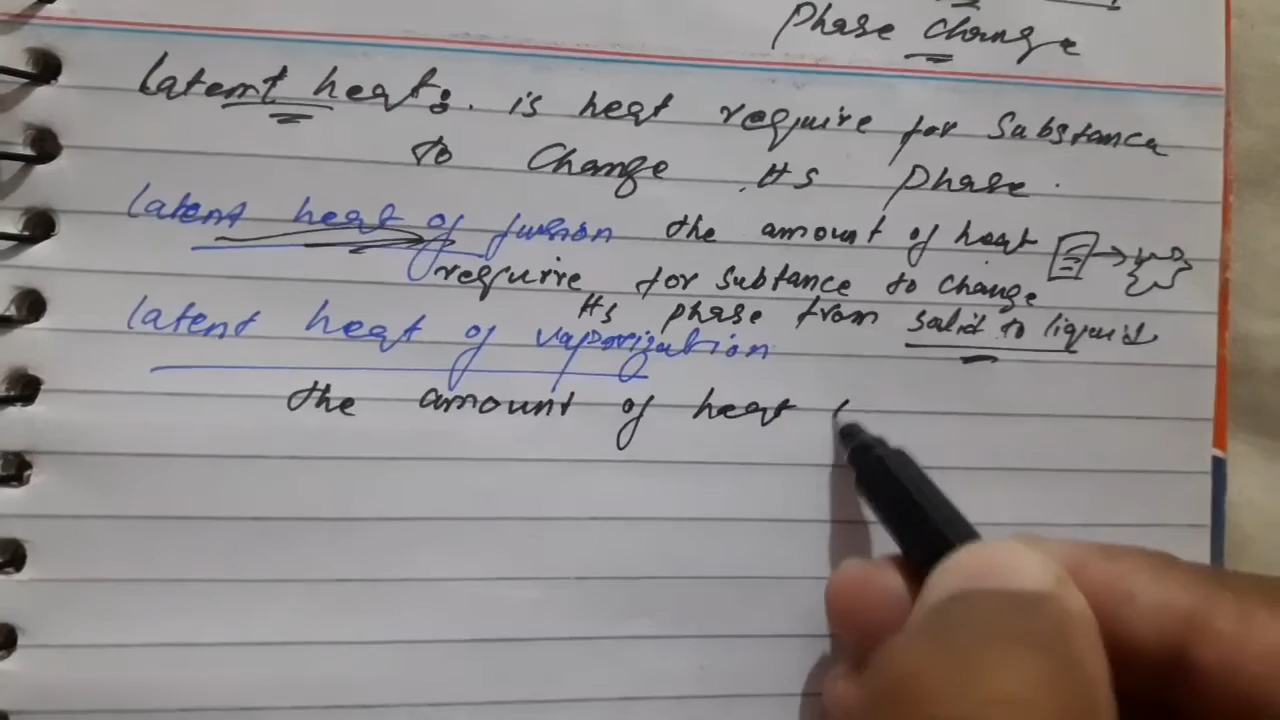 Phase change
latent heat: is heat require for Substance
to Change its phase.
latent heat of fusion the amount of heat
require for subtance to change
its phase from solid to liquid
latent heat of vaporization
the amount of heat